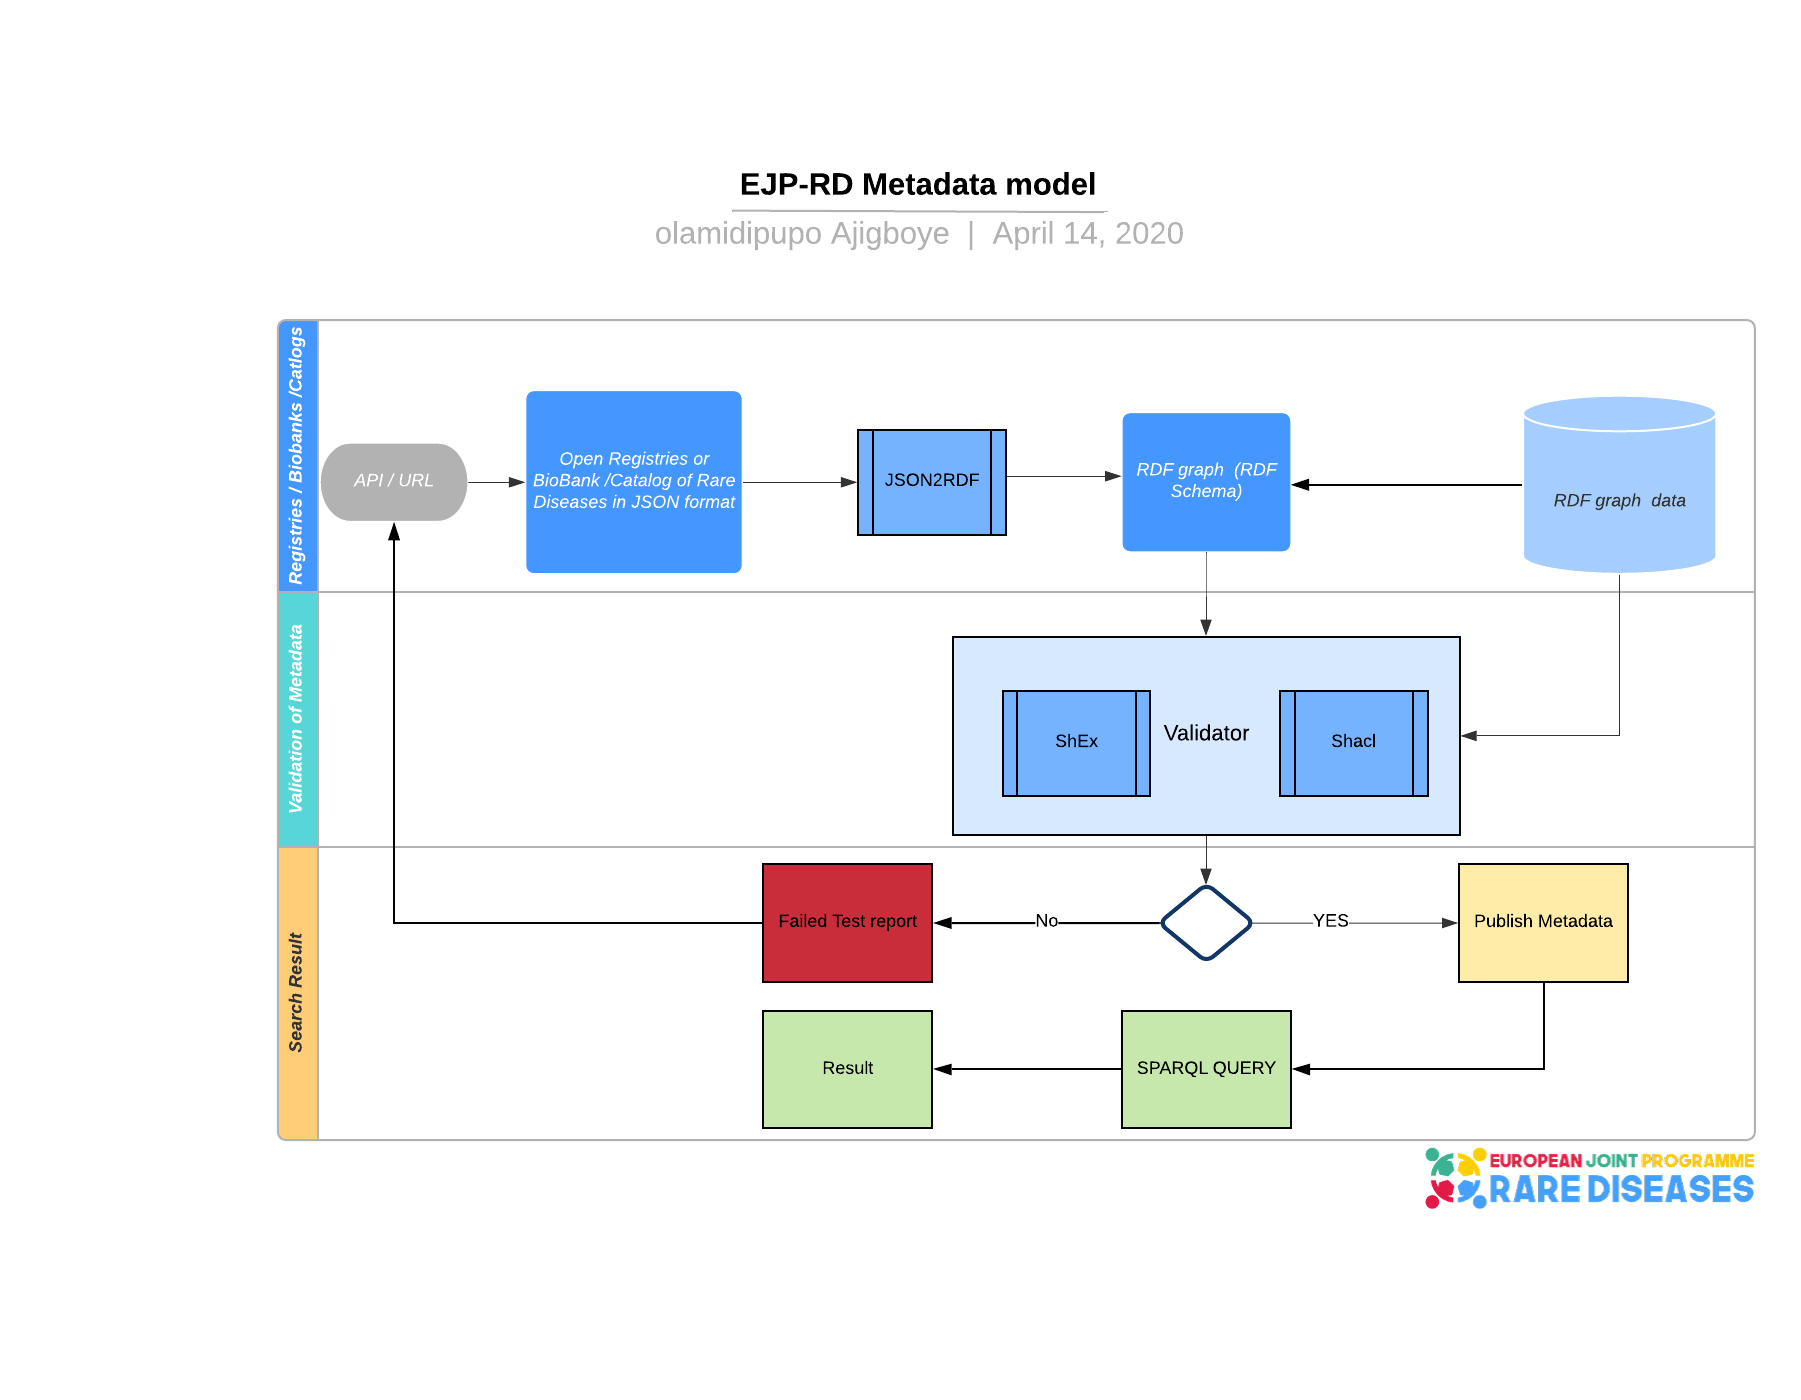 EJP-RD Metadata model
olamidipupo Ajigboye | April 14, 2020
Registries / Biobanks /Catlogs
API / URL
Open Registries or
BioBank /Catalog of Rare
Diseases in JSON format
JSON2RDF
RDF graph (RDF
Schema)
RDF graph data
Validation of Metadata
ShEx
Validator
Shacl
Search Result
Failed Test report
No
YES
Publish Metadata
Result
SPARQL QUERY
EUROPEAN JOINT PROGRAMME
RARE DISEASES